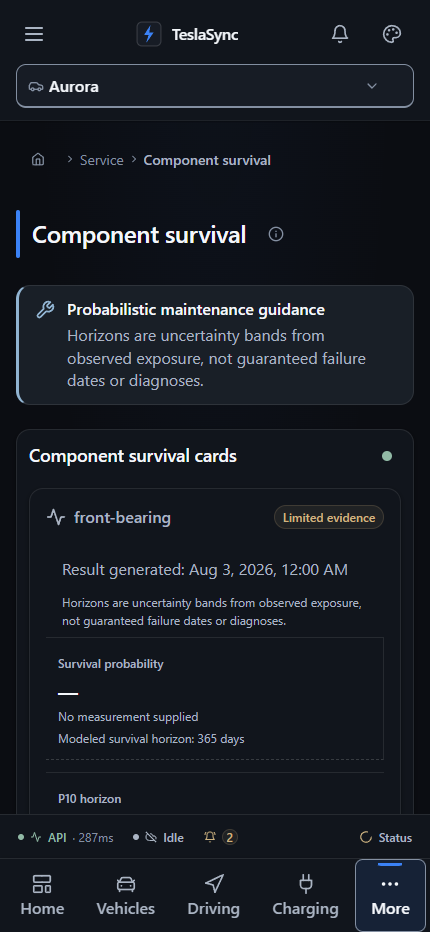 TeslaSync
Aurora
Service
Component survival
Component survival
Probabilistic maintenance guidance
Horizons are uncertainty bands from
observed exposure, not guaranteed failure
dates or diagnoses.
Component survival cards
front-bearing
Limited evidence
Result generated: Aug 3, 2026, 12:00 AM
Horizons are uncertainty bands from observed exposure,
not guaranteed failure dates or diagnoses.
Survival probability
—
No measurement supplied
Modeled survival horizon: 365 days
P10 horizon
API · 287ms
Idle
2
Status
Home
Vehicles
Driving
Charging
More